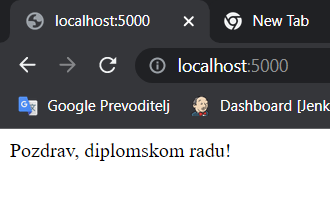 localhost:5000
New Tab
localhost:5000
Google Prevoditelj
Dashboard [Jenk
Pozdrav, diplomskom radu!